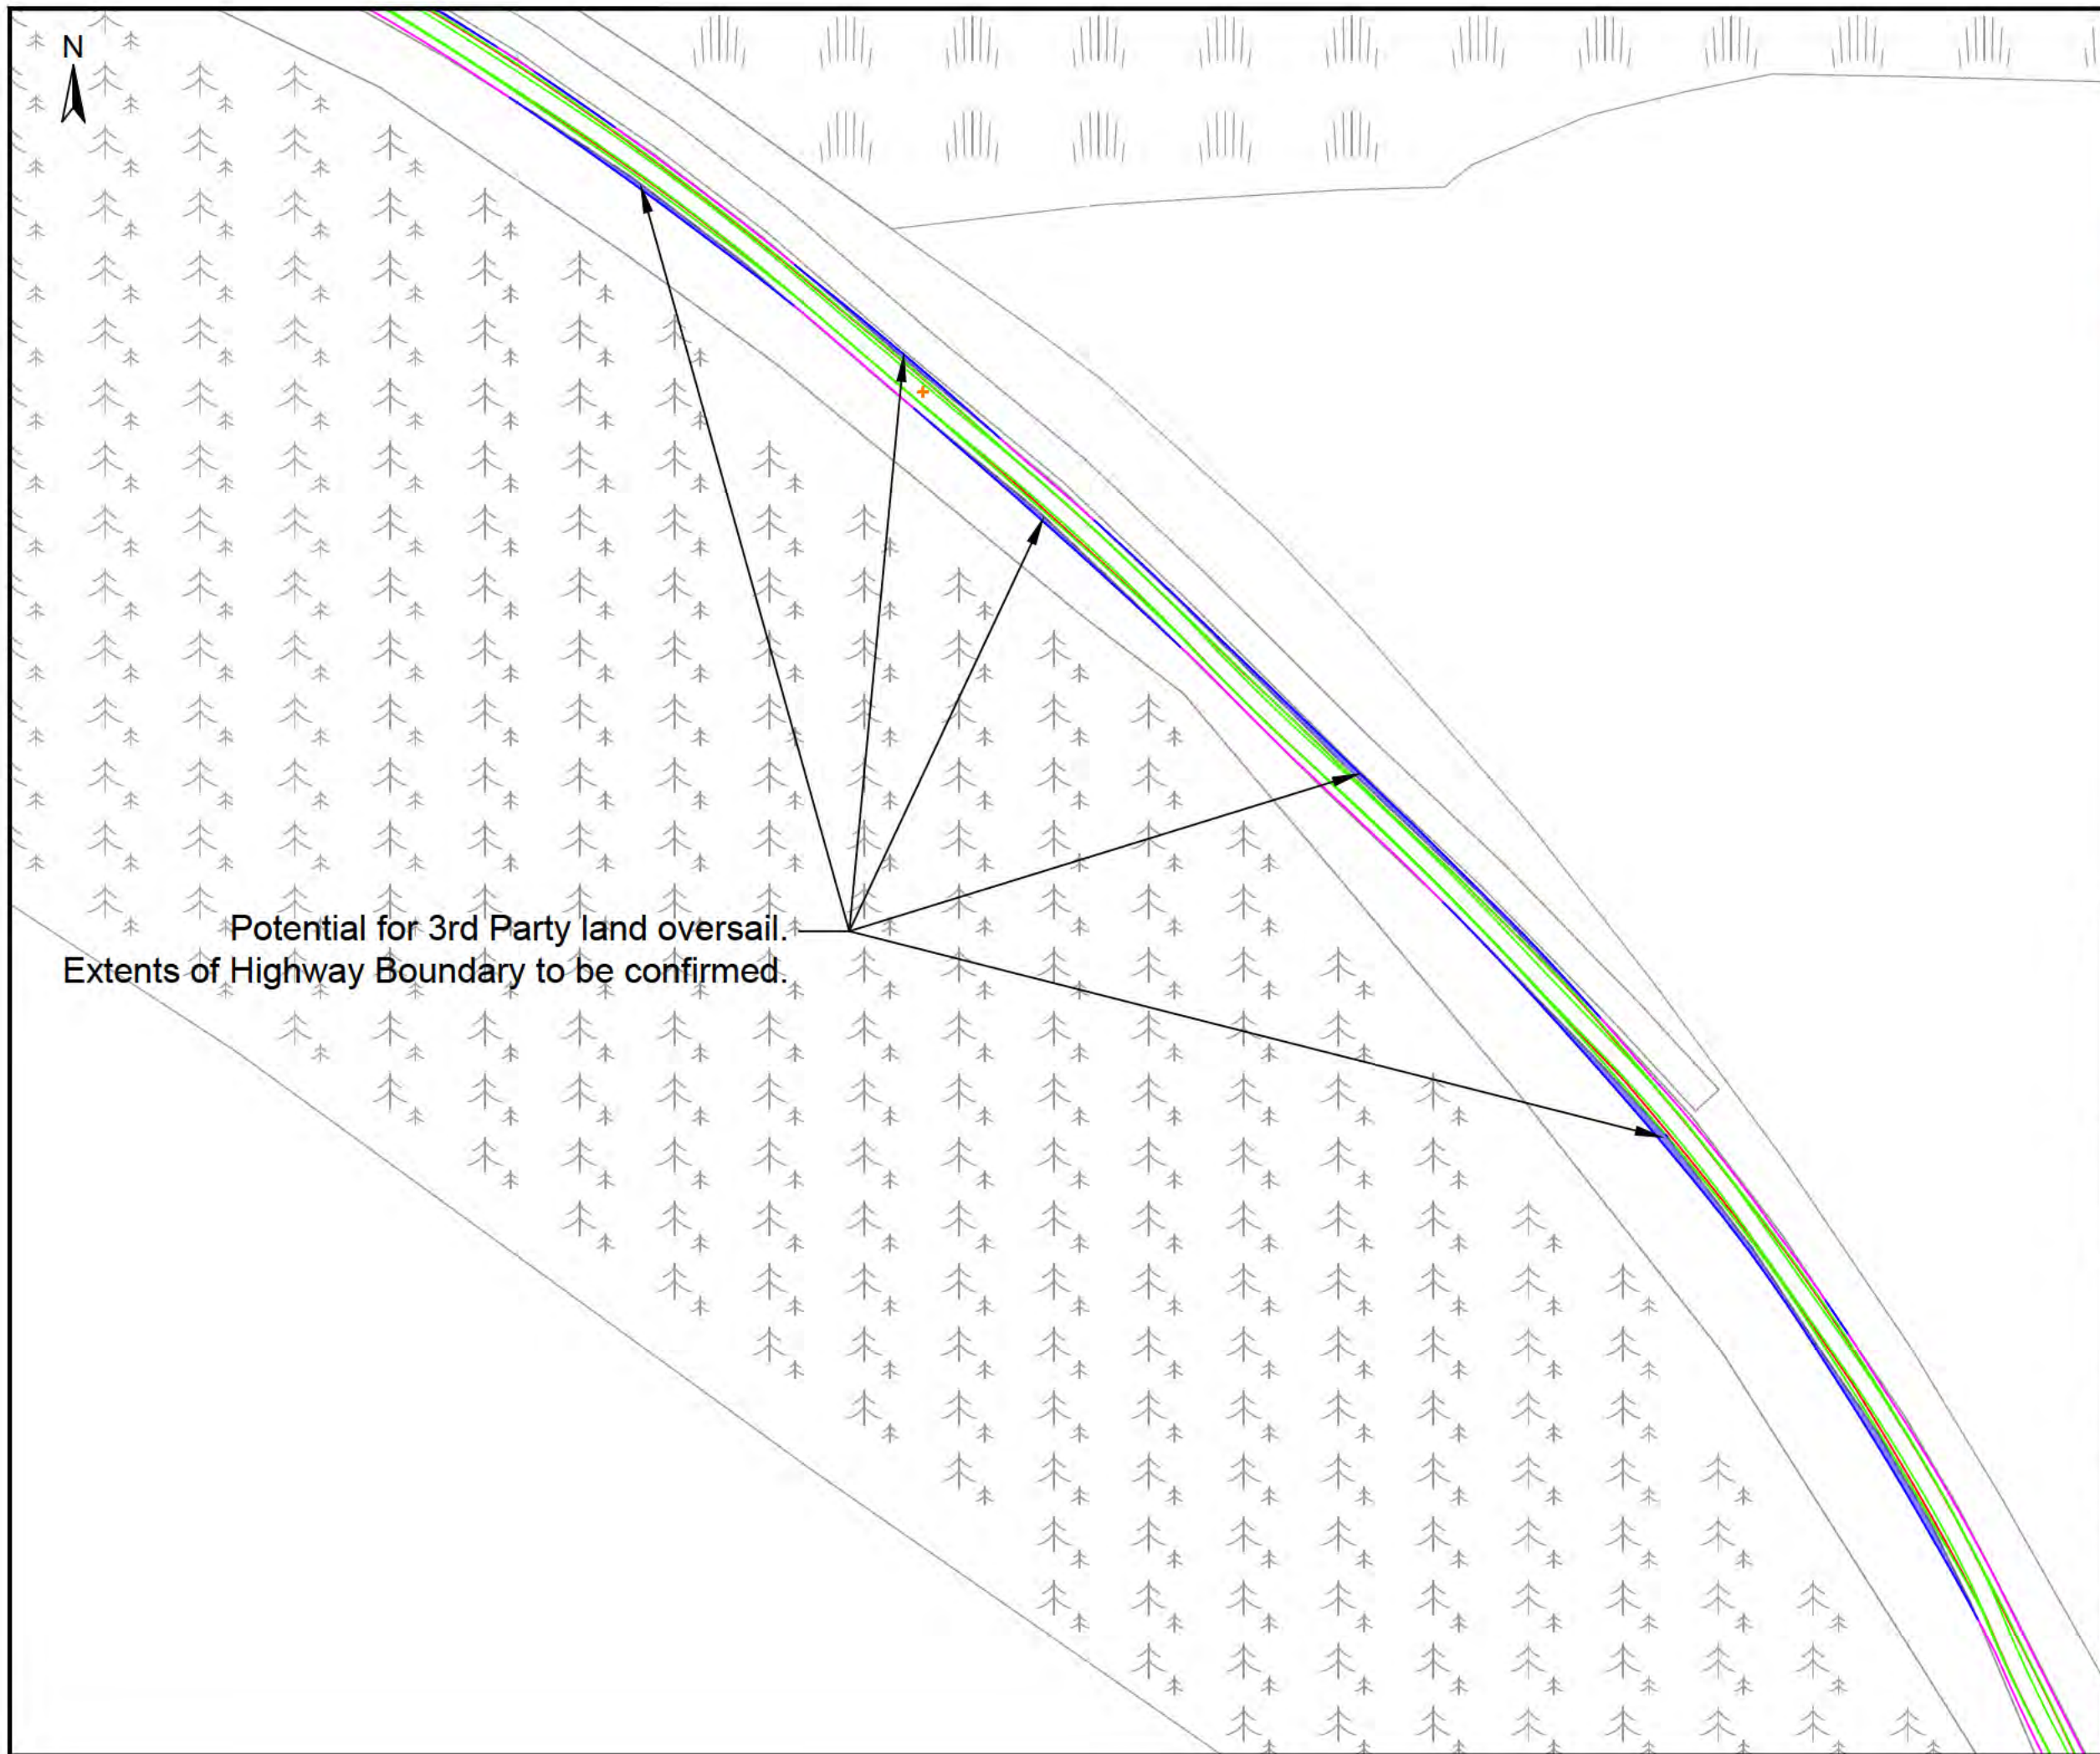 N
Potential for 3rd Party land oversail.
Extents of Highway Boundary to be confirmed.